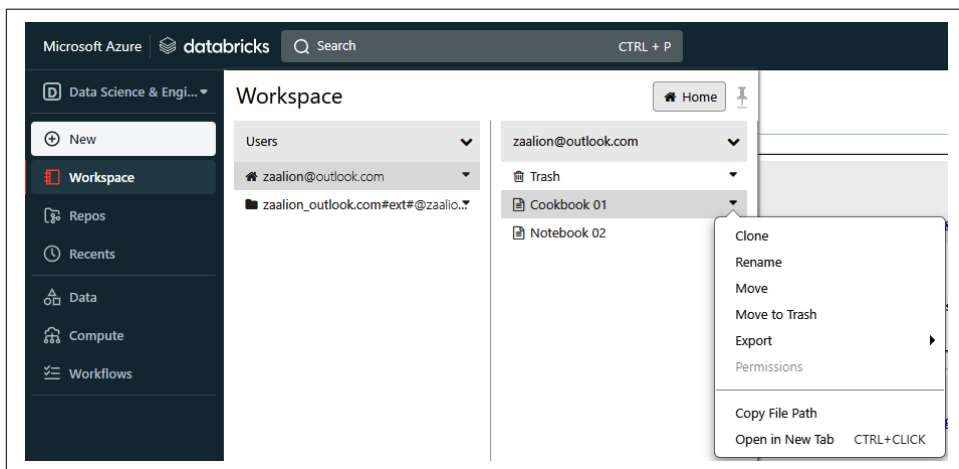 Microsoft Azure databricks Search CTRL + P
Data Science & Engi...
New
Workspace
Repos
Recents
Data
Compute
Workflows
Workspace
Home
Users
zaalion@outlook.com
zaalion_outlook.com#ext#@zaalio...
zaalion@outlook.com
Trash
Cookbook 01
Notebook 02
Clone
Rename
Move
Move to Trash
Export
Permissions
Copy File Path
Open in New Tab CTRL+CLICK